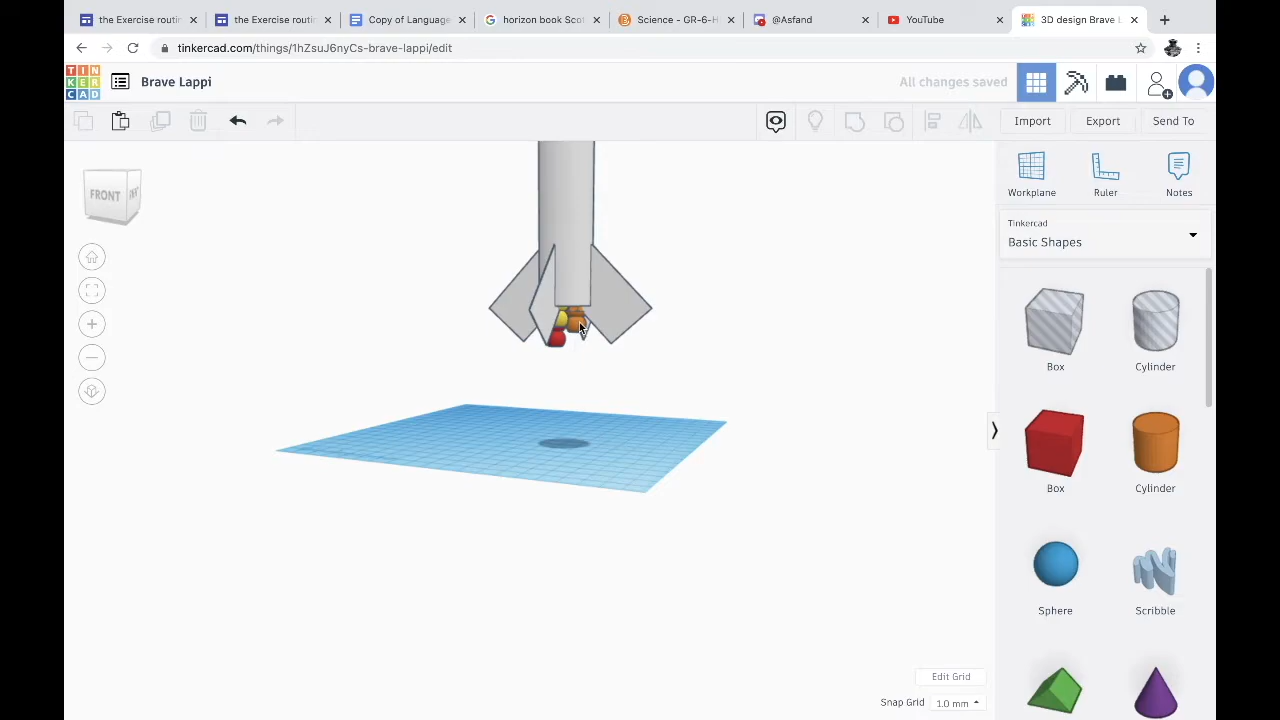 the Exercise routin
the Exercise routin
Copy of Language
horizon book Scot
Science - GR-6-H
@Asfand
YouTube
3D design Brave L
tinkercad.com/things/1hZsuJ6nyCs-brave-lappi/edit
TIN
KER
CAD
Brave Lappi
All changes saved
Import
Export
Send To
FRONT
Workplane
Ruler
Notes
Tinkercad
Basic Shapes
Box
Cylinder
Box
Cylinder
Sphere
Scribble
Edit Grid
Snap Grid
1.0 mm